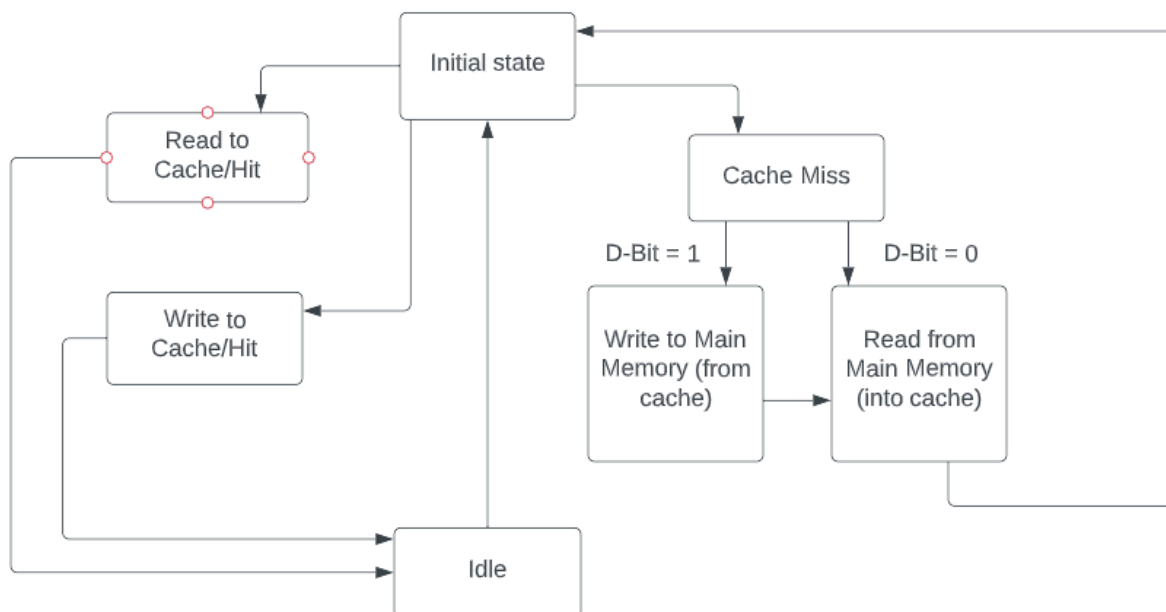 Initial state
Read to
Cache/Hit
Cache Miss
D-Bit = 1
D-Bit = 0
Write to
Cache/Hit
Write to Main
Memory (from
cache)
Read from
Main Memory
(into cache)
Idle